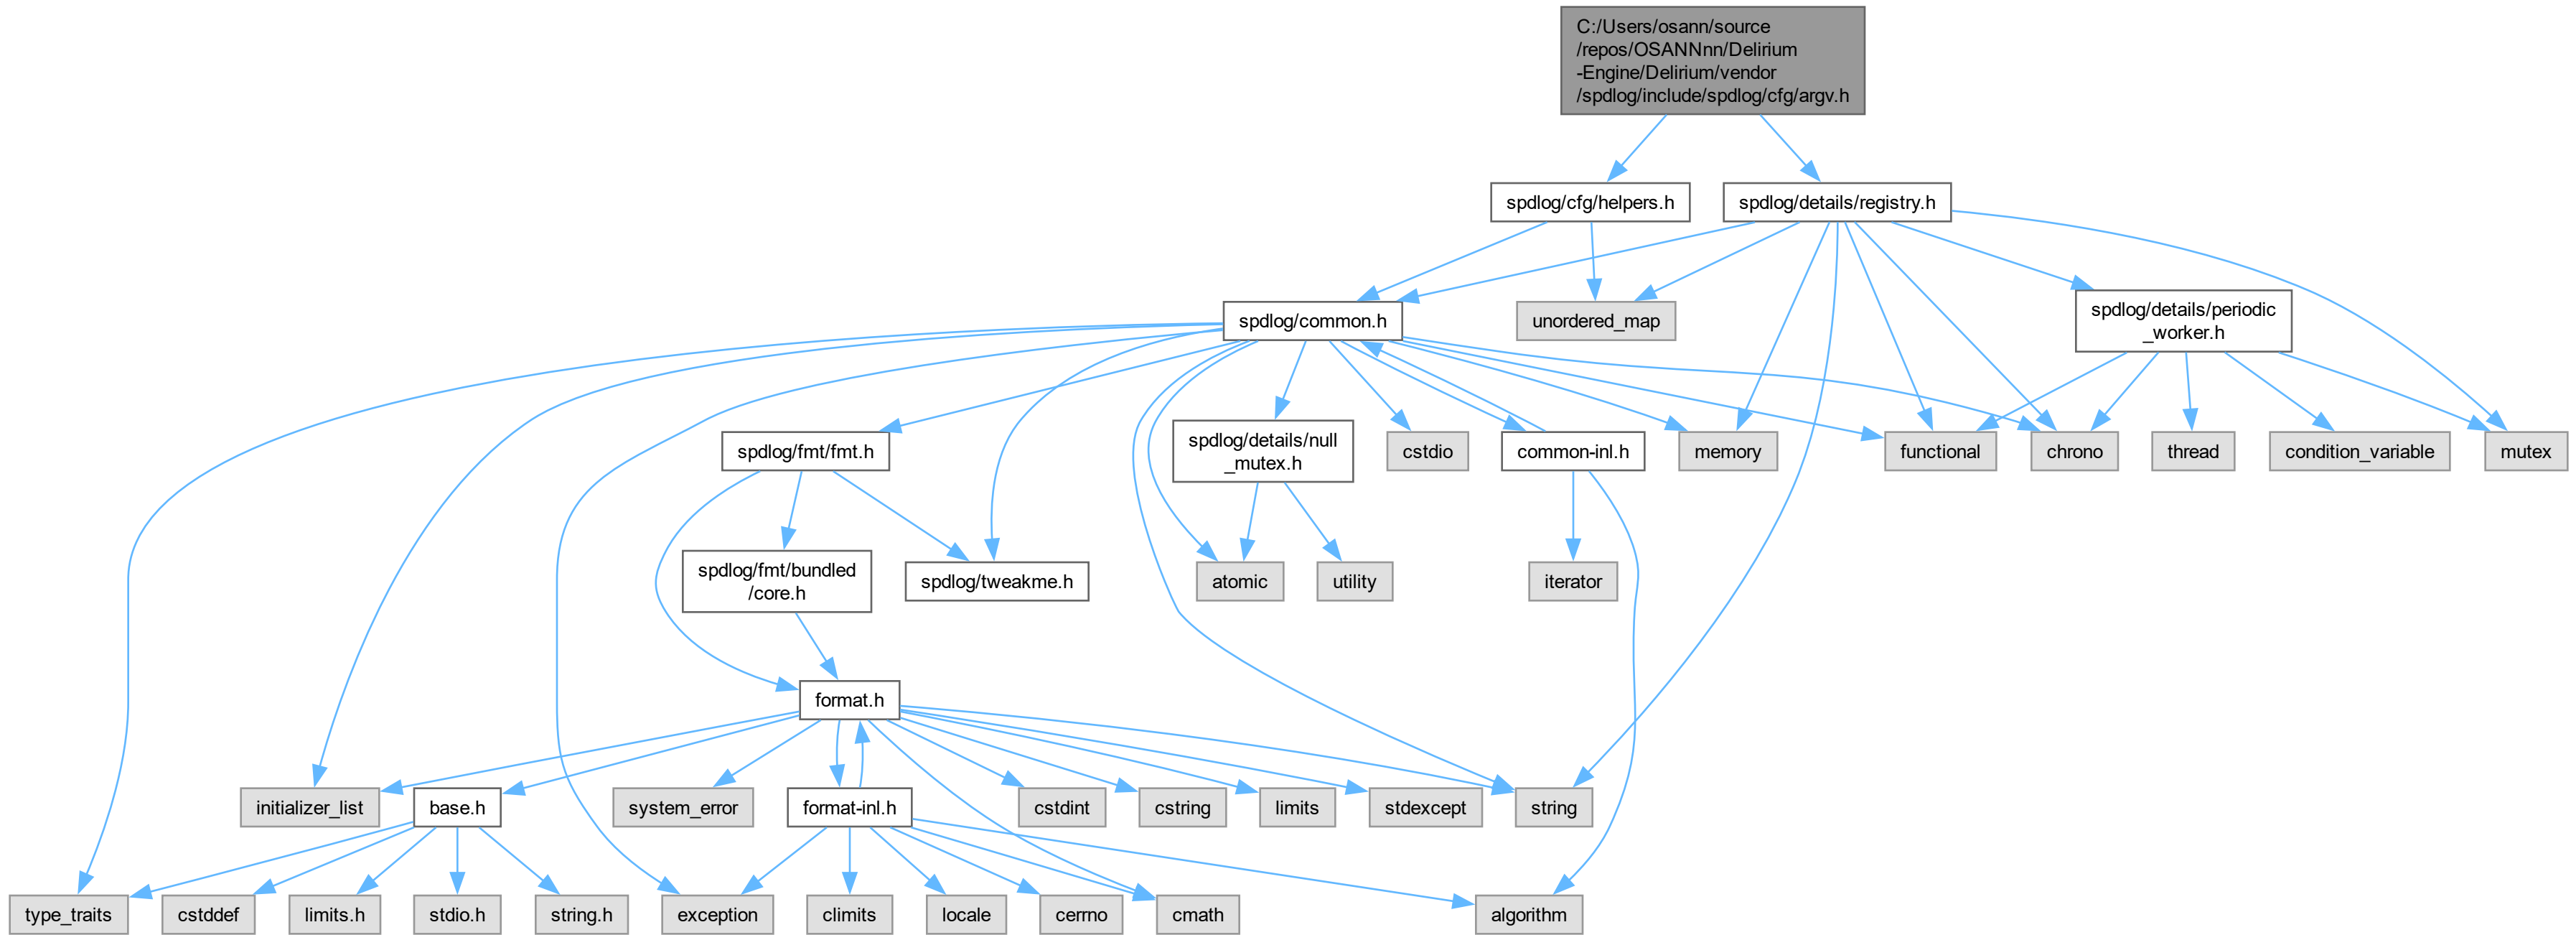 C:/Users/osann/source
/repos/OSANNnn/Delirium
-Engine/Delirium/vendor
/spdlog/include/spdlog/cfg/argv.h
spdlog/cfg/helpers.h
spdlog/details/registry.h
spdlog/common.h
unordered_map
spdlog/details/periodic
_worker.h
spdlog/fmt/fmt.h
spdlog/details/null
_mutex.h
cstdio
common-inl.h
memory
functional
chrono
thread
condition_variable
mutex
spdlog/fmt/bundled
/core.h
spdlog/tweakme.h
atomic
utility
iterator
format.h
initializer_list
base.h
system_error
format-inl.h
cstdint
cstring
limits
stdexcept
string
type_traits
cstddef
limits.h
stdio.h
string.h
exception
climits
locale
cerrno
cmath
algorithm